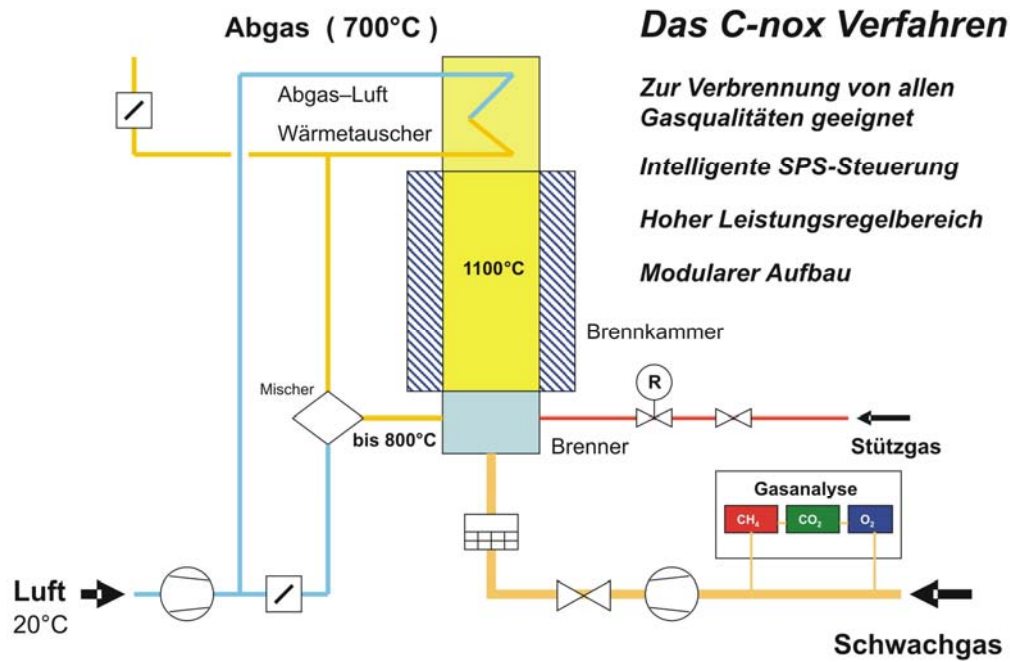 Abgas ( 700°C )
Das C-nox Verfahren
Zur Verbrennung von allen
Gasqualitäten geeignet
Intelligente SPS-Steuerung
Hoher Leistungsregelbereich
Modularer Aufbau
Abgas–Luft
Wärmetauscher
1100°C
Brennkammer
Mischer
R
bis 800°C
Brenner
Stützgas
Gasanalyse
CH4
CO2
O2
Luft
20°C
Schwachgas